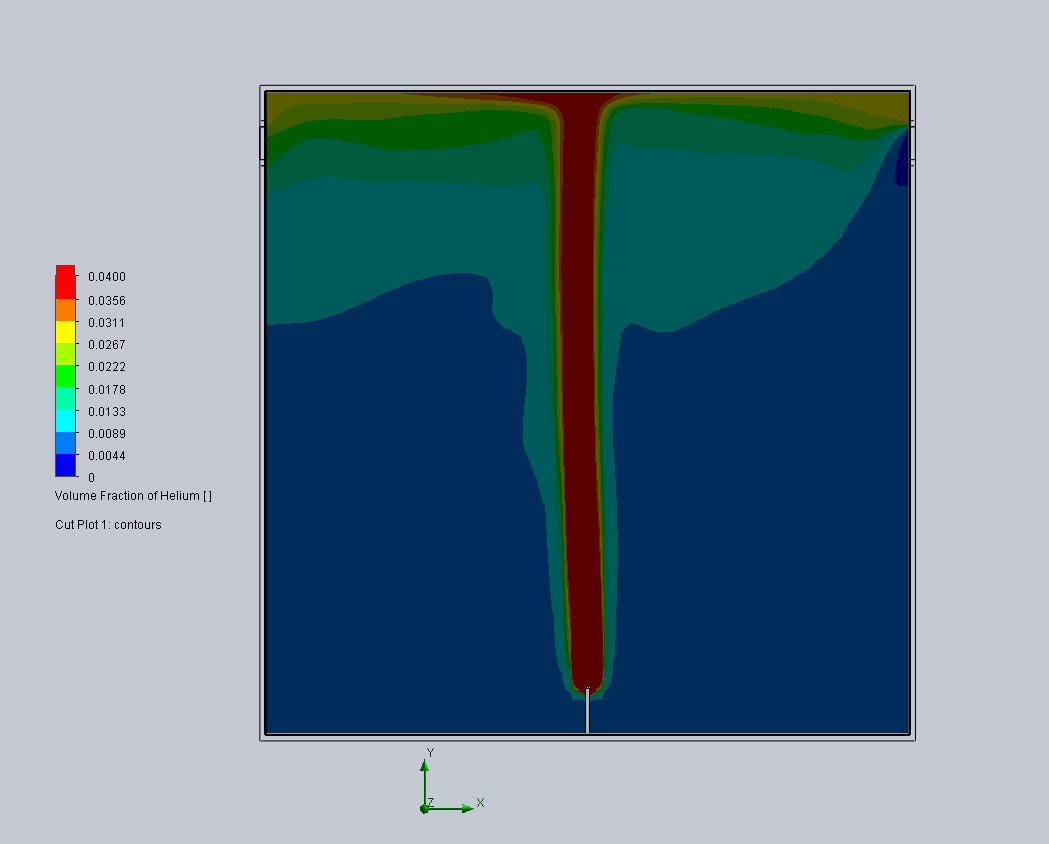 0.0400
0.0356
0.0311
0.0267
0.0222
0.0178
0.0133
0.0089
0.0044
0
Volume Fraction of Helium [ ]
Cut Plot 1: contours
Y
Z
X